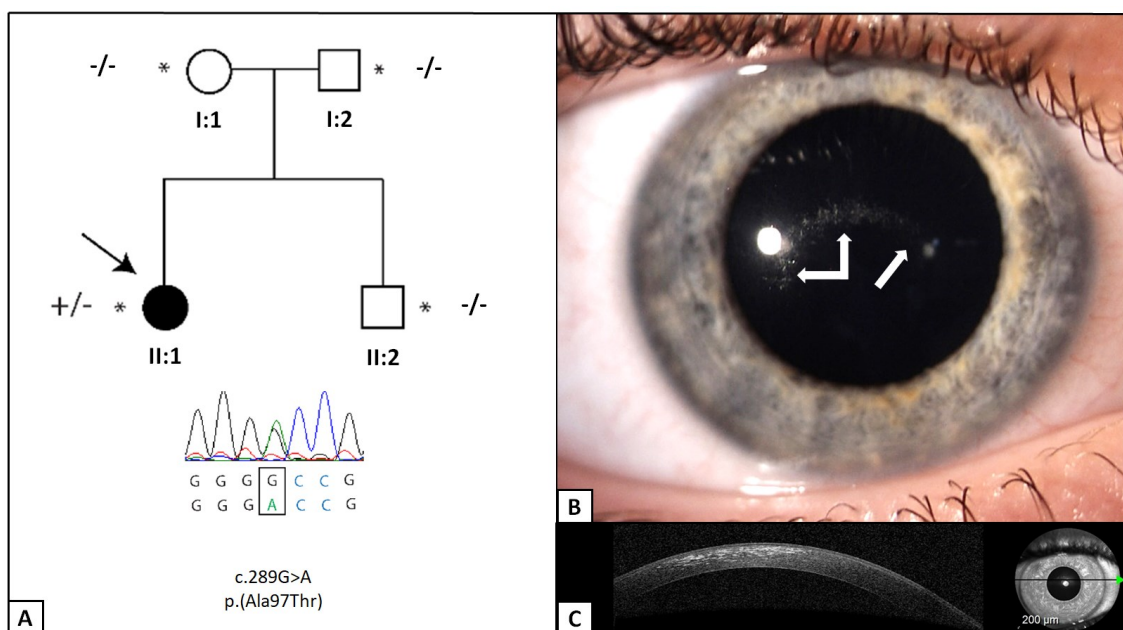 -/- * * -/-
I:1 I:2
+/- * * -/-
II:1 II:2
G G G G C C G
G G G A C C G
c.289G>A
p.(Ala97Thr)
A
B
C
200 µm